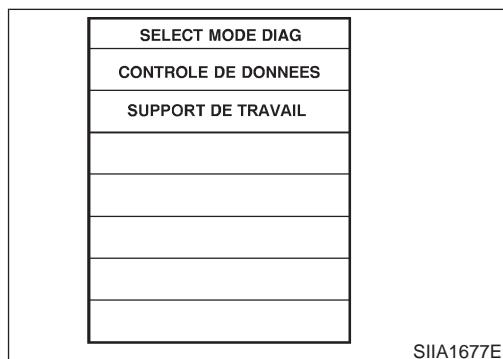 SELECT MODE DIAG
CONTROLE DE DONNEES
SUPPORT DE TRAVAIL
SIIA1677E